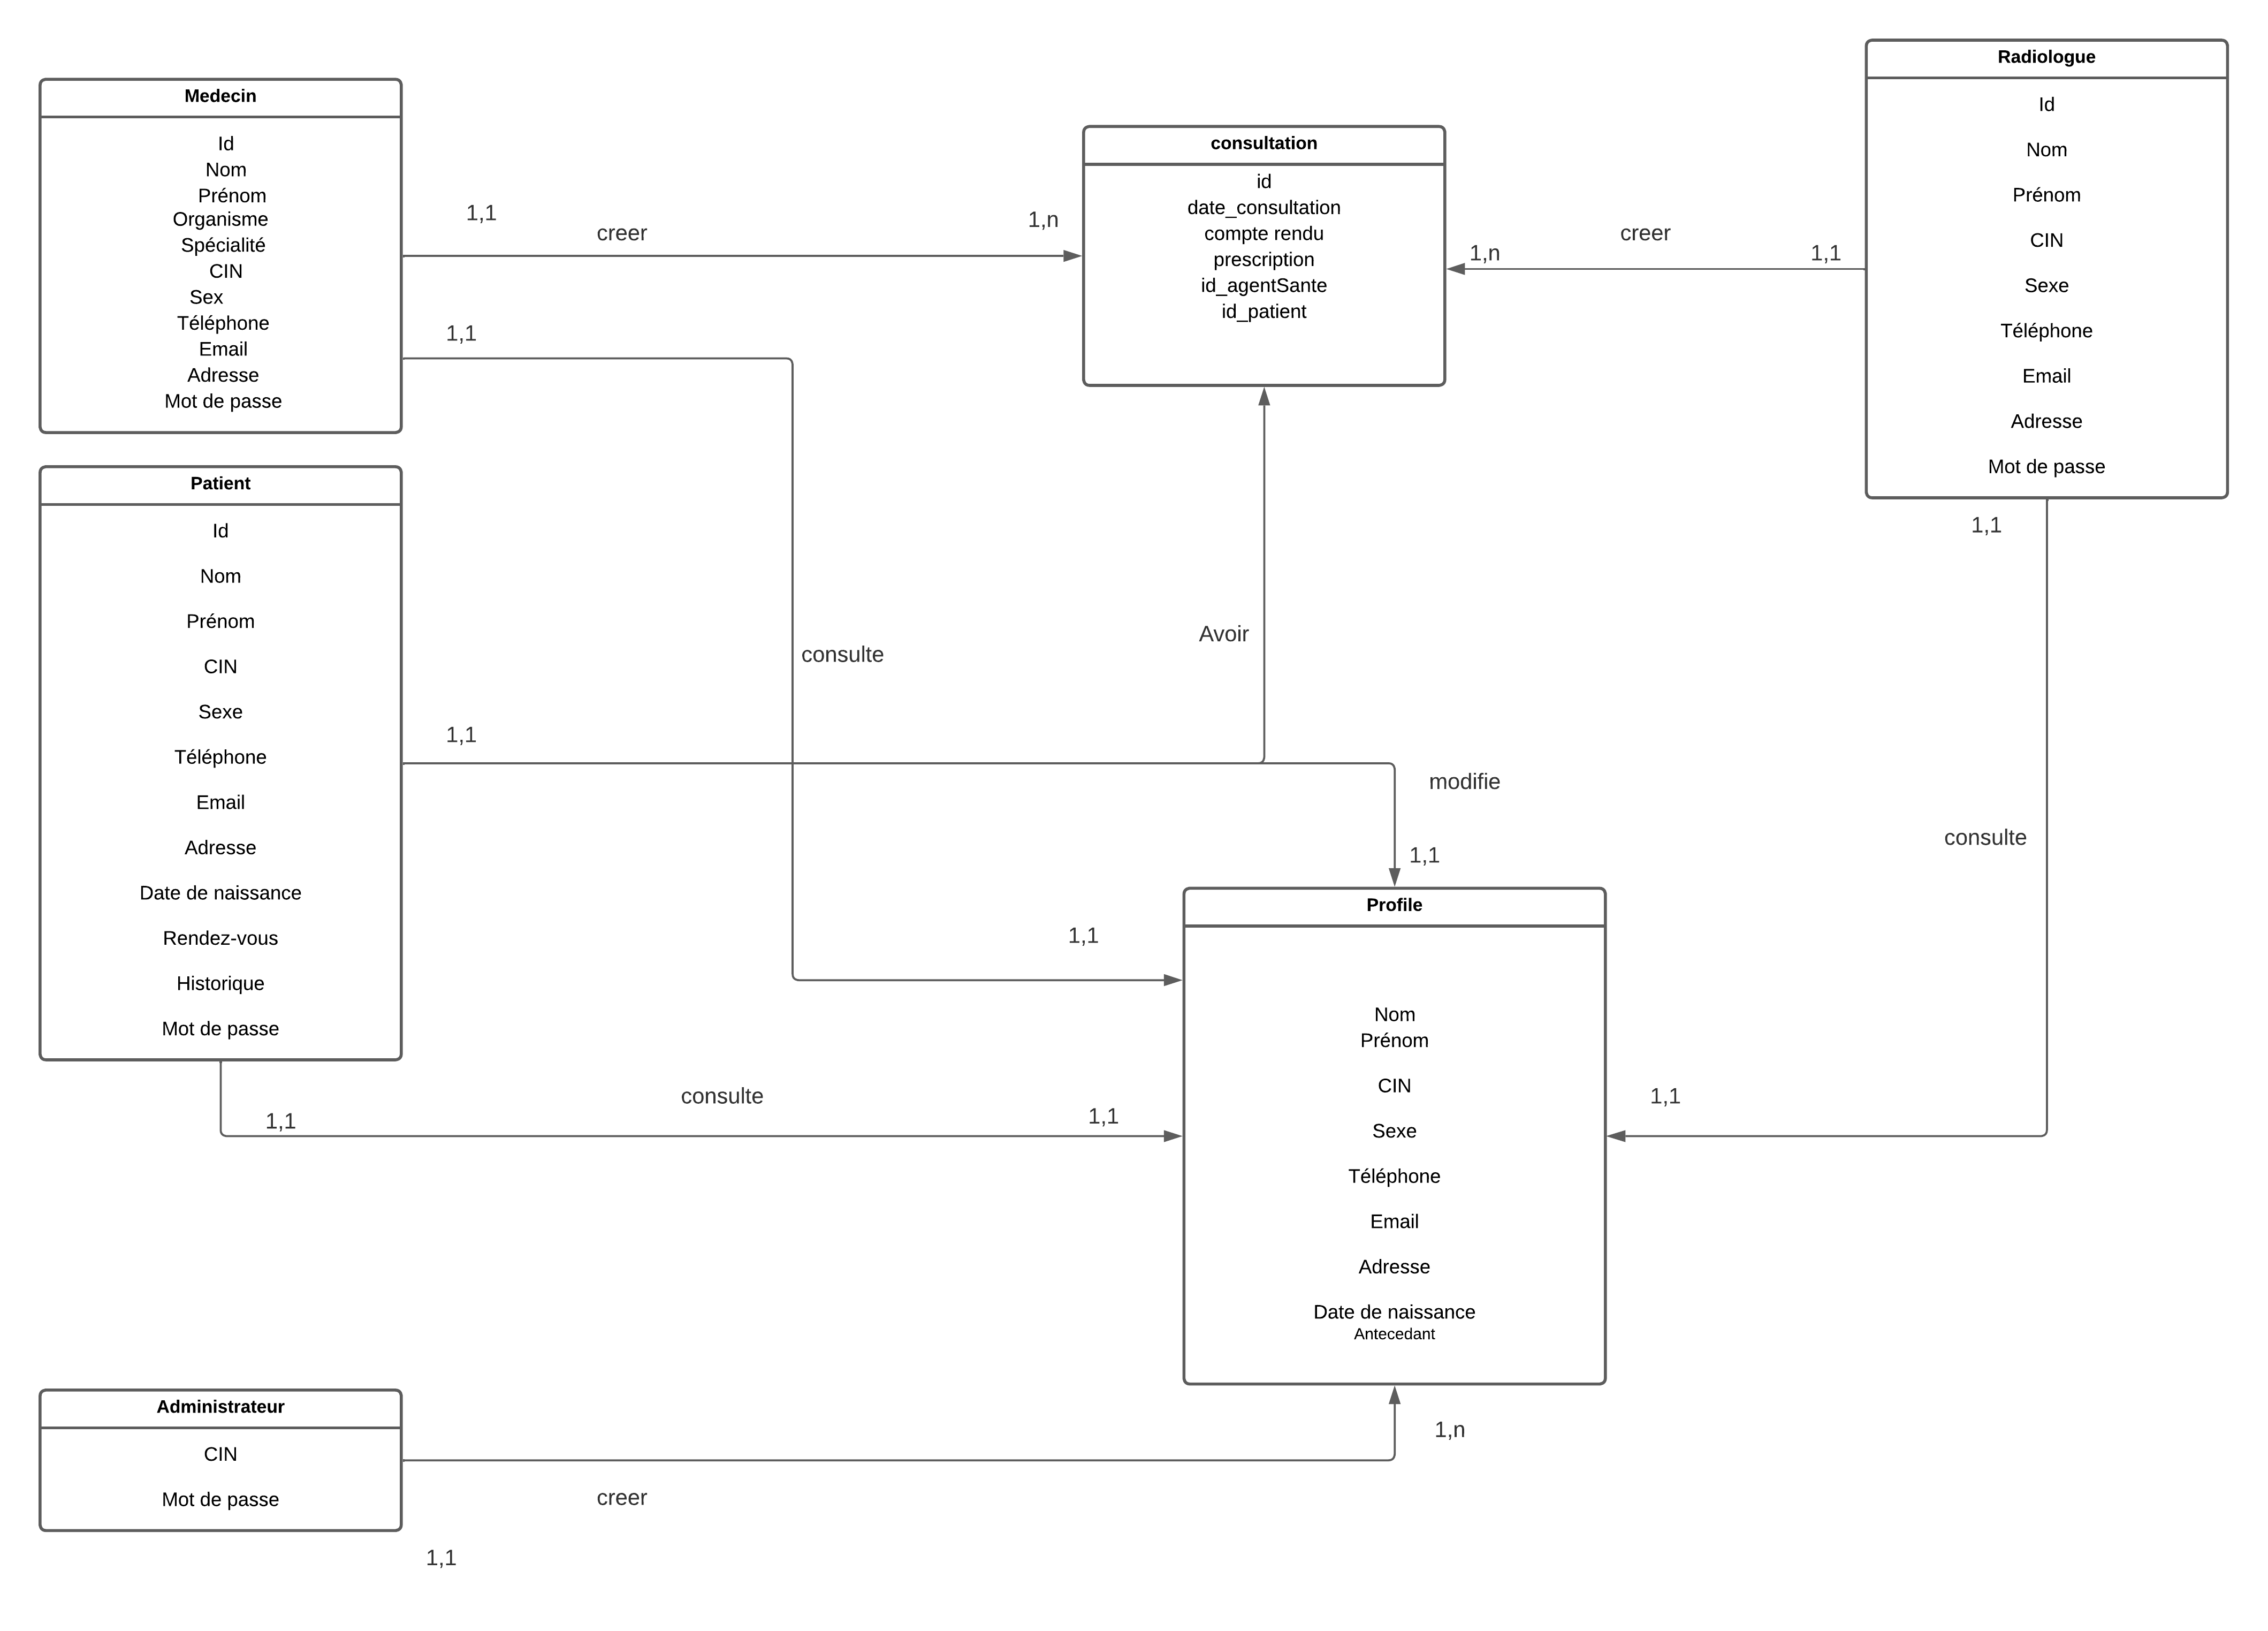 Medecin
Id
Nom
Prénom
Organisme
Spécialité
CIN
Sex
Téléphone
Email
Adresse
Mot de passe
1,1
creer
1,n
consultation
id
date_consultation
compte rendu
prescription
id_agentSante
id_patient
1,n
creer
1,1
Radiologue
Id
Nom
Prénom
CIN
Sexe
Téléphone
Email
Adresse
Mot de passe
1,1
1,1
consulte
Avoir
Patient
Id
Nom
Prénom
CIN
Sexe
Téléphone
Email
Adresse
Date de naissance
Rendez-vous
Historique
Mot de passe
1,1
modifie
1,1
consulte
1,1
Profile
Nom
Prénom
CIN
Sexe
Téléphone
Email
Adresse
Date de naissance
Antecedant
1,1
consulte
1,1
1,1
Administrateur
CIN
Mot de passe
creer
1,n
1,1